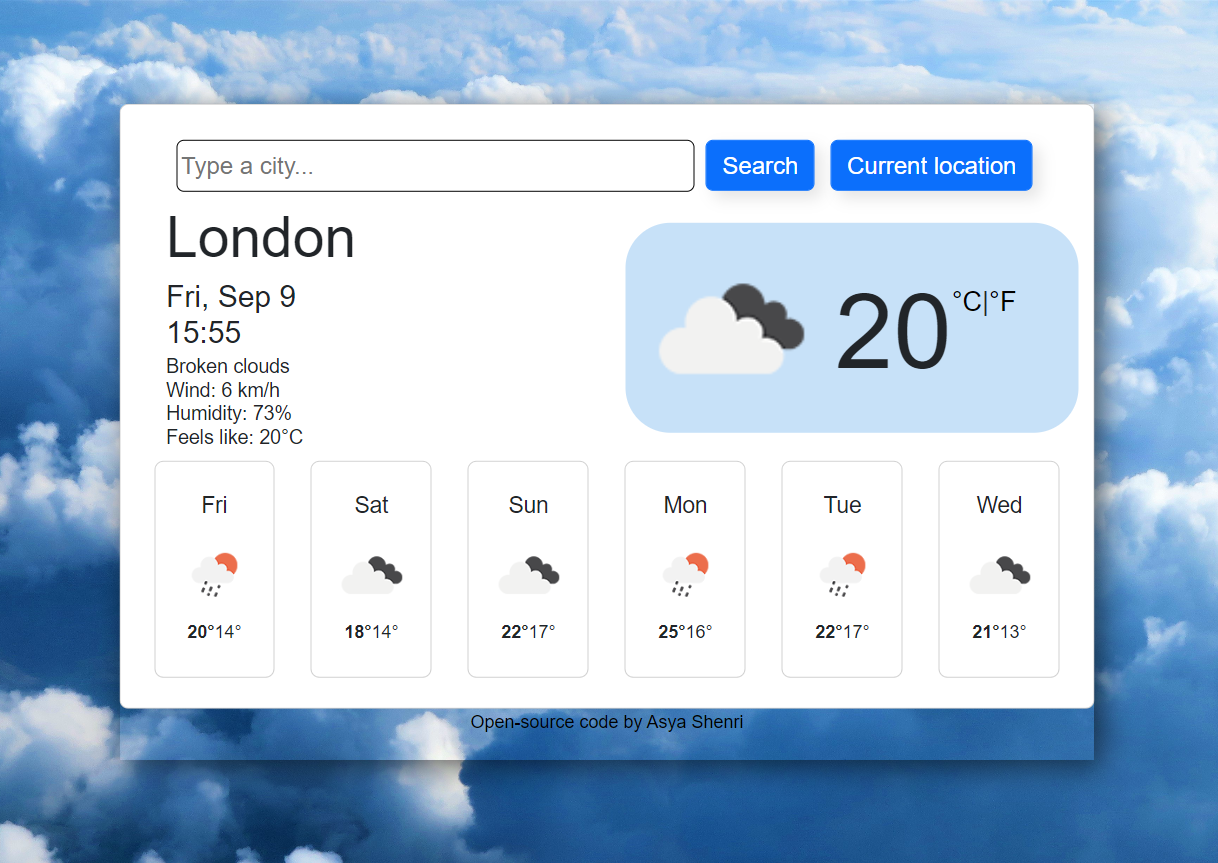 Type a city...
Search
Current location
London
Fri, Sep 9
15:55
Broken clouds
Wind: 6 km/h
Humidity: 73%
Feels like: 20°C
20 °C|°F
Fri
20°14°
Sat
18°14°
Sun
22°17°
Mon
25°16°
Tue
22°17°
Wed
21°13°
Open-source code by Asya Shenri